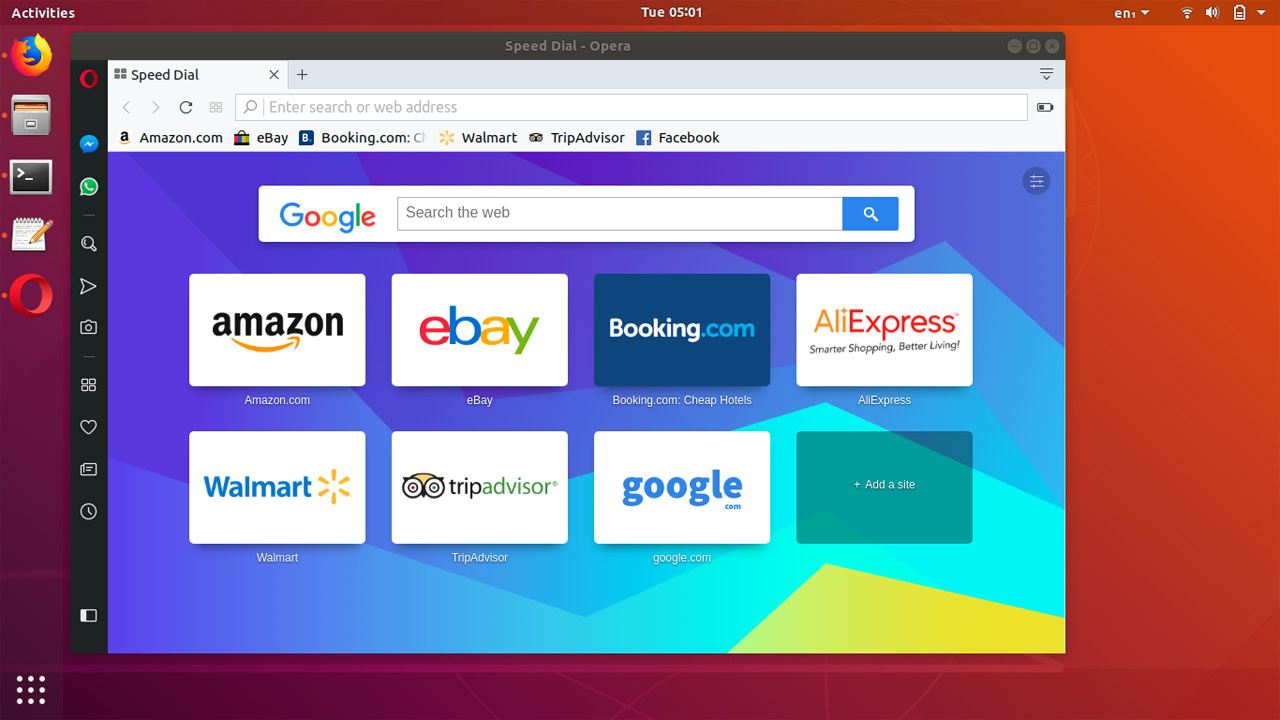 Activities
Tue 05:01
en₁
Speed Dial - Opera
Speed Dial
Enter search or web address
Amazon.com
eBay
Booking.com: Ch
Walmart
TripAdvisor
Facebook
Google
Search the web
amazon
ebay
Booking.com
AliExpress™
Smarter Shopping, Better Living!
Amazon.com
eBay
Booking.com: Cheap Hotels
AliExpress
Walmart
tripadvisor®
google
com
+ Add a site
Walmart
TripAdvisor
google.com